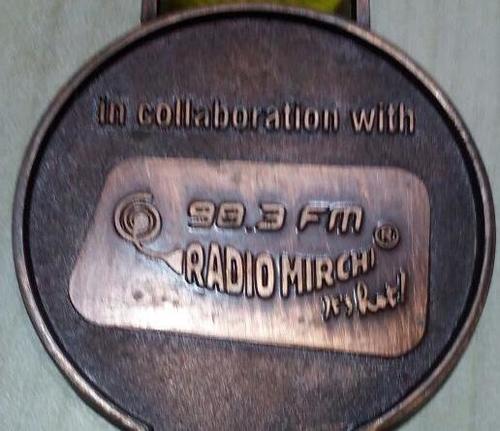 in collaboration with
98.3 FM
RADIO MIRCHI ®
It's hot!